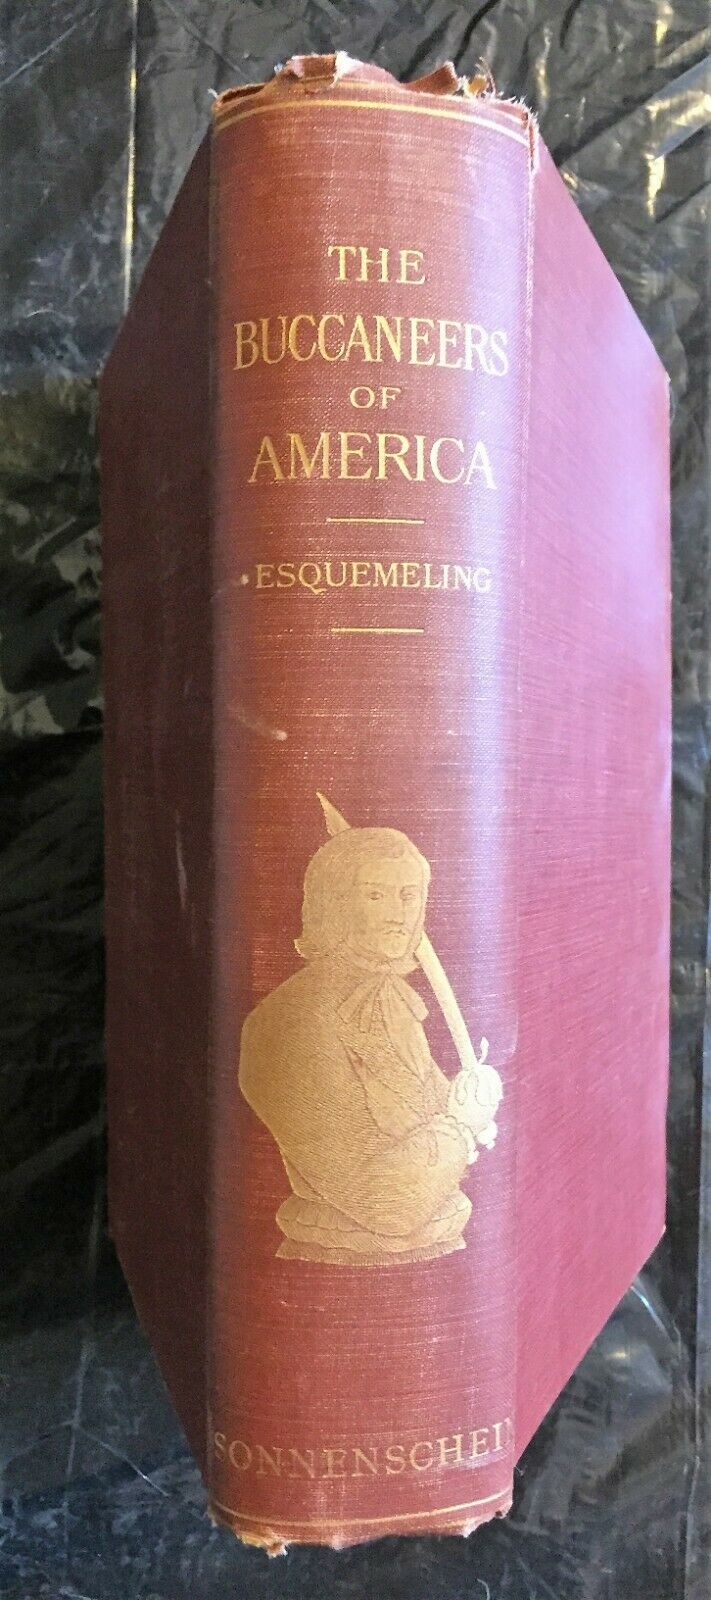 THE
BUCCANEERS
OF
AMERICA
ESQUEMELING
SONNENSCHEIN